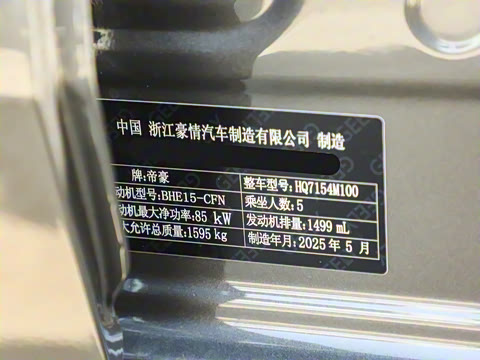 中国 浙江豪情汽车制造有限公司 制造
牌:帝豪 整车型号:HQ7154M100
动机型号:BHE15-CFN 乘坐人数:5
动机最大净功率:85 kW 发动机排量:1499 mL
大允许总质量:1595 kg 制造年月:2025 年 5 月